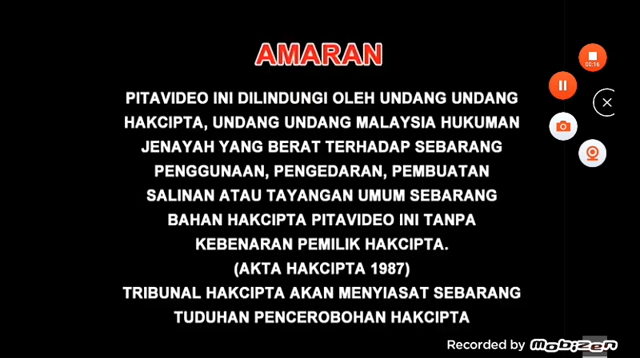 AMARAN
PITAVIDEO INI DILINDUNGI OLEH UNDANG UNDANG
HAKCIPTA, UNDANG UNDANG MALAYSIA HUKUMAN
JENAYAH YANG BERAT TERHADAP SEBARANG
PENGGUNAAN, PENGEDARAN, PEMBUATAN
SALINAN ATAU TAYANGAN UMUM SEBARANG
BAHAN HAKCIPTA PITAVIDEO INI TANPA
KEBENARAN PEMILIK HAKCIPTA.
(AKTA HAKCIPTA 1987)
TRIBUNAL HAKCIPTA AKAN MENYIASAT SEBARANG
TUDUHAN PENCEROBOHAN HAKCIPTA
00:16
Recorded by Mobizen